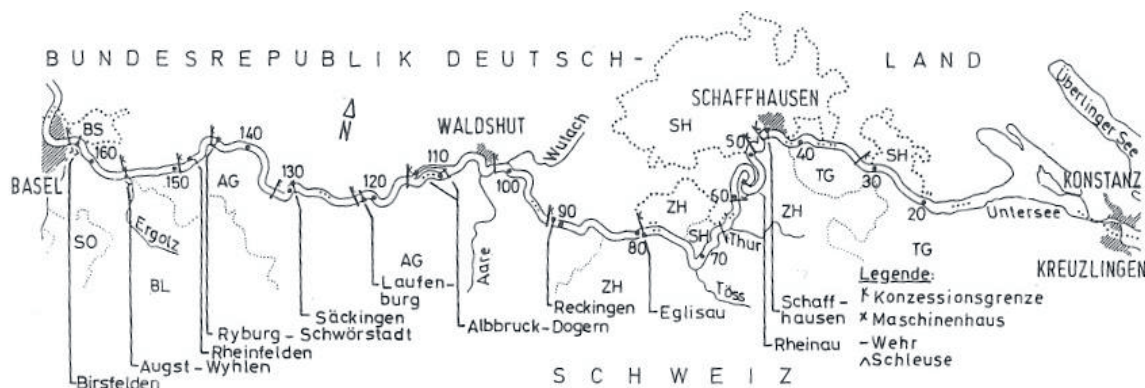 BUNDESREPUBLIK DEUTSCH-LAND
SCHAFFHAUSEN
Überlinger See
WALDSHUT
Wutach
SH
BS
160
140
50
40
SH
BASEL
150
AG
130
120
110
100
TG
30
KONSTANZ
60
20
Untersee
SO
Ergolz
90
ZH
ZH
80
SH
Thur
70
TG
KREUZLINGEN
BL
AG
Aare
ZH
Töss
Legende:
Konzessionsgrenze
Maschinenhaus
Wehr
Schleuse
Laufen-
burg
Säckingen
Reckingen
Eglisau
Schaff-
hausen
Ryburg-Schwörstadt
Albbruck-Dogern
Rheinau
Rheinfelden
Augst-Wyhlen
Birsfelden
SCHWEIZ
N